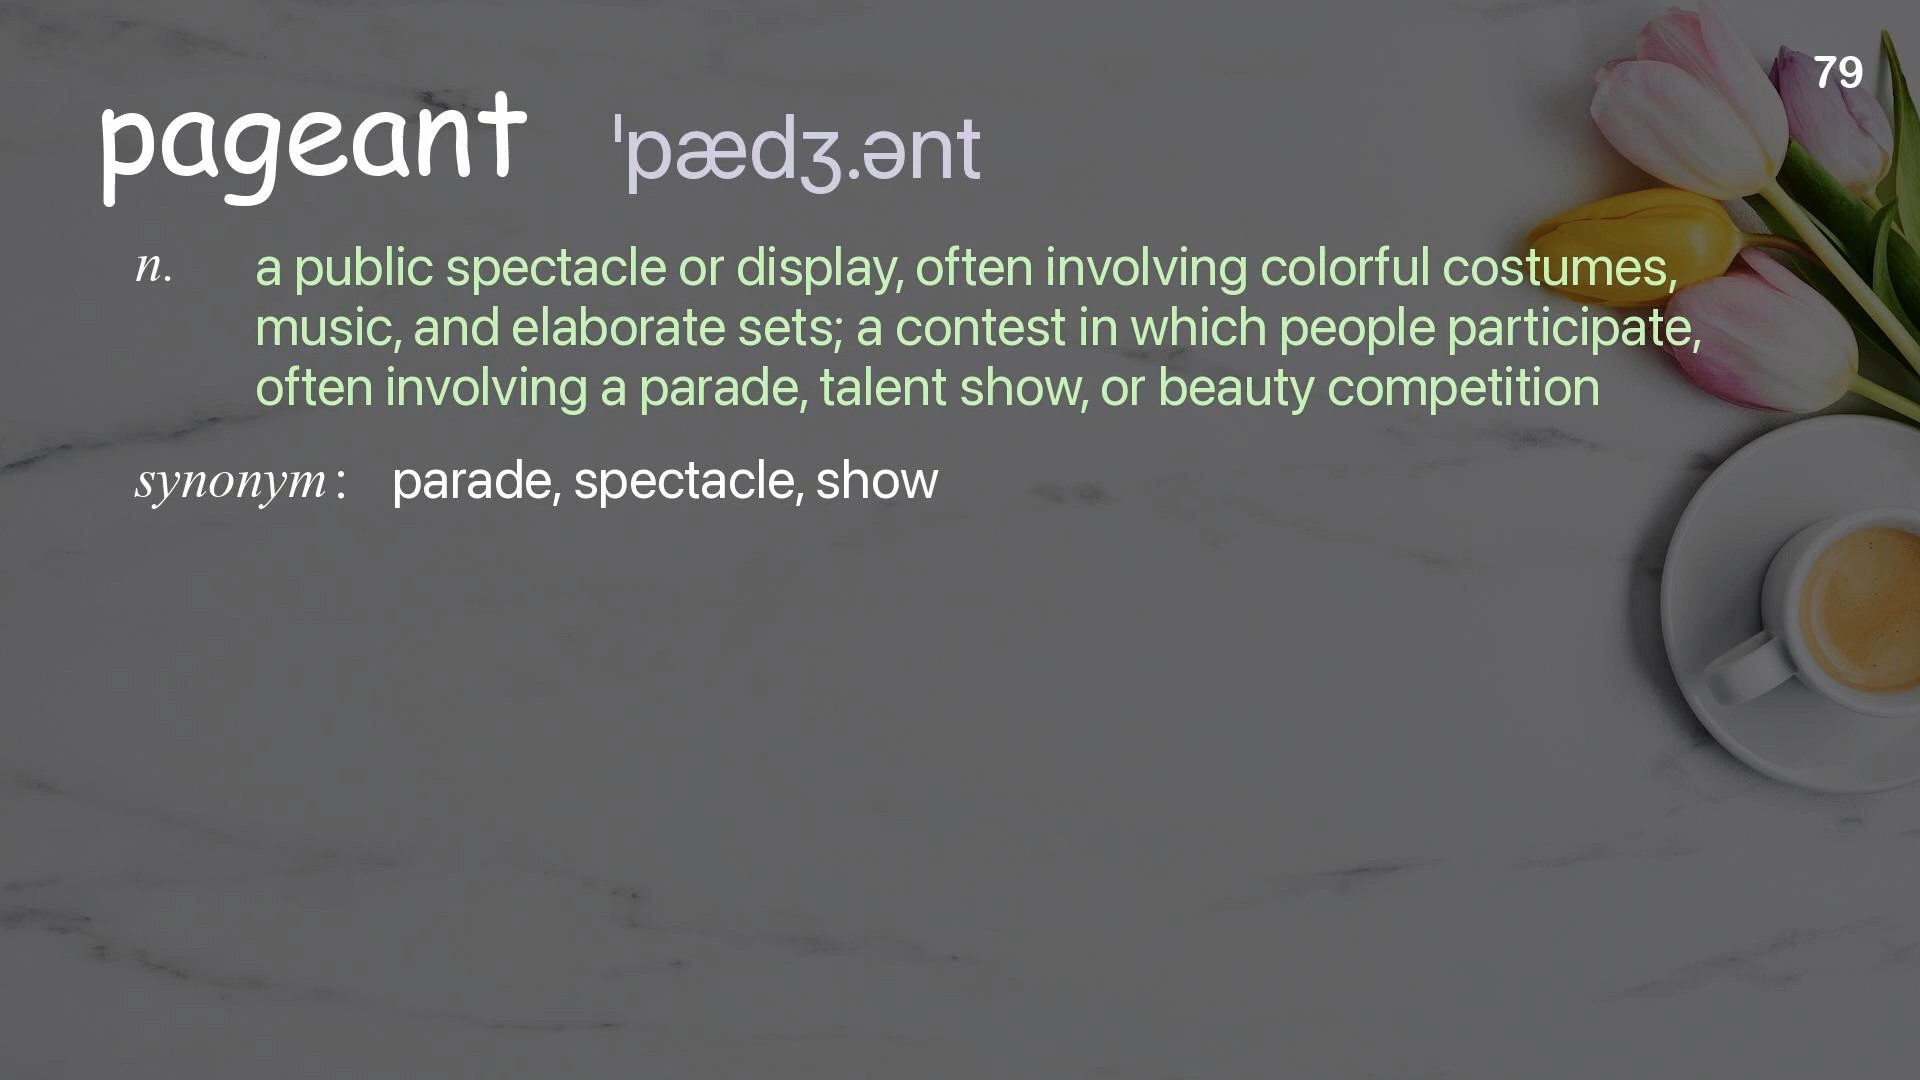 79
pageant ˈpædʒ.ənt
n. a public spectacle or display, often involving colorful costumes,
music, and elaborate sets; a contest in which people participate,
often involving a parade, talent show, or beauty competition
synonym : parade, spectacle, show